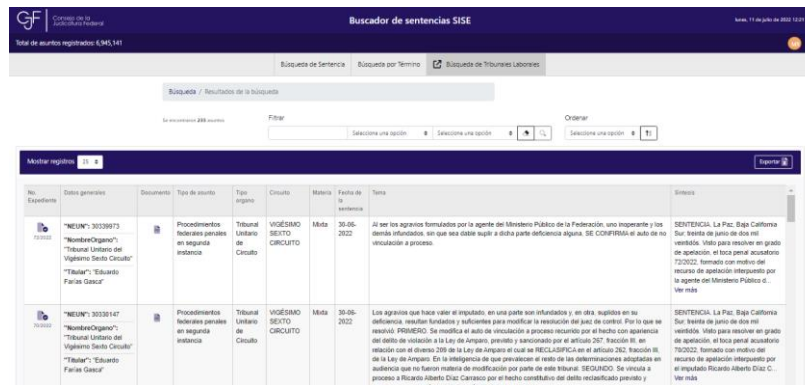 CJF
Consejo de la
Judicatura Federal
Buscador de sentencias SISE
lunes, 11 de julio de 2022 12:21
Total de asuntos registrados: 6,945,141
Búsqueda de Sentencia
Búsqueda por Término
Búsqueda de Tribunales Laborales
Búsqueda / Resultados de la búsqueda
Se encontraron asuntos
Filtrar
Ordenar
Seleccione una opción
Seleccione una opción
Seleccione una opción
Mostrar registros
Exportar
No. Expediente
Datos generales
Documento
Tipo de asunto
Tipo organo
Circuito
Materia
Fecha de la sentencia
Tema
Síntesis
72/2022
"NEUN": 30339973
"NombreOrgano":
"Tribunal Unitario del
Vigésimo Sexto Circuito"
"Titular": "Eduardo
Farías Gasca"
Procedimientos
federales penales
en segunda
instancia
Tribunal
Unitario
de
Circuito
VIGÉSIMO
SEXTO
CIRCUITO
Mixta
30-06-
2022
Al ser los agravios formulados por la agente del Ministerio Público de la Federación, uno inoperante y los
demás infundados, sin que sea dable suplir a dicha parte deficiencia alguna. SE CONFIRMA el auto de no
vinculación a proceso.
SENTENCIA. La Paz, Baja California
Sur, treinta de junio de dos mil
veintidós. Visto para resolver en grado
de apelación, el toca penal acusatorio
72/2022, formado con motivo del
recurso de apelación interpuesto por
la agente del Ministerio Público d...
Ver más
70/2022
"NEUN": 30330147
"NombreOrgano":
"Tribunal Unitario del
Vigésimo Sexto Circuito"
"Titular": "Eduardo
Farías Gasca"
Procedimientos
federales penales
en segunda
instancia
Tribunal
Unitario
de
Circuito
VIGÉSIMO
SEXTO
CIRCUITO
Mixta
30-06-
2022
Los agravios que hace valer el imputado, en una parte son infundados y, en otra, suplidos en su
deficiencia, resultan fundados y suficientes para modificar la resolución del juez de control. Por lo que se
resolvió: PRIMERO. Se modifica el auto de vinculación a proceso recurrido por el hecho con apariencia
del delito de violación a la Ley de Amparo, previsto y sancionado por el artículo 267, fracción III, en
relación con el diverso 209 de la Ley de Amparo el cual se RECLASIFICA en el artículo 262, fracción III,
de la Ley de Amparo. En la inteligencia de que prevalecen el resto de las determinaciones adoptadas en
audiencia que no fueron materia de modificación por parte de este tribunal. SEGUNDO. Se vincula a
proceso a Ricardo Alberto Díaz Carrasco por el hecho constitutivo del delito reclasificado previsto y
SENTENCIA. La Paz, Baja California
Sur, treinta de junio de dos mil
veintidós. Visto para resolver en grado
de apelación, el toca penal acusatorio
70/2022, formado con motivo del
recurso de apelación interpuesto por
el imputado Ricardo Alberto Díaz C...
Ver más